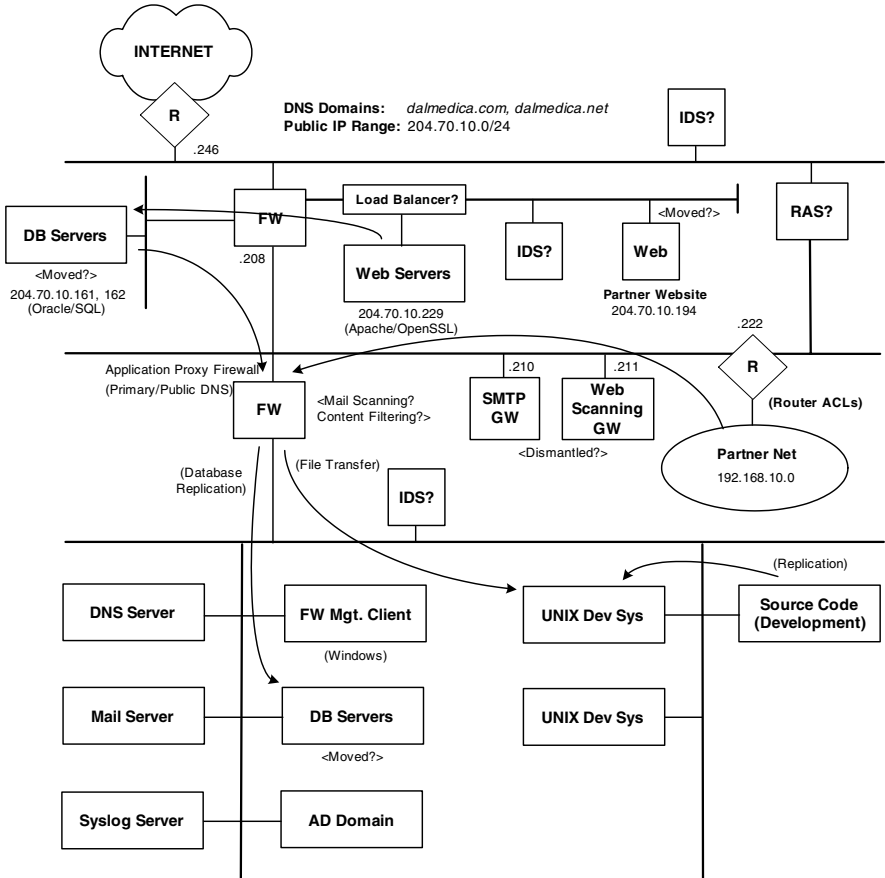 INTERNET
R
.246
DNS Domains: dalmedica.com, dalmedica.net
Public IP Range: 204.70.10.0/24
IDS?
DB Servers
<Moved?>
204.70.10.161, 162
(Oracle/SQL)
FW
.208
Load Balancer?
Web Servers
204.70.10.229
(Apache/OpenSSL)
IDS?
<Moved?>
Web
Partner Website
204.70.10.194
RAS?
.222
R
(Router ACLs)
Application Proxy Firewall
(Primary/Public DNS)
FW
<Mail Scanning?
Content Filtering?>
.210
SMTP
GW
.211
Web
Scanning
GW
<Dismantled?>
Partner Net
192.168.10.0
(Database
Replication)
(File Transfer)
IDS?
DNS Server
FW Mgt. Client
(Windows)
UNIX Dev Sys
(Replication)
Source Code
(Development)
Mail Server
DB Servers
<Moved?>
UNIX Dev Sys
Syslog Server
AD Domain